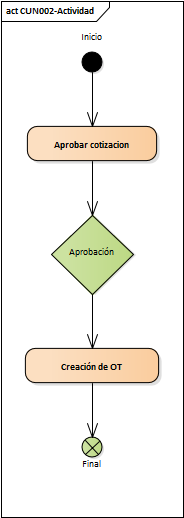 act CUN002-Actividad
Inicio
Aprobar cotizacion
Aprobación
Creación de OT
Final